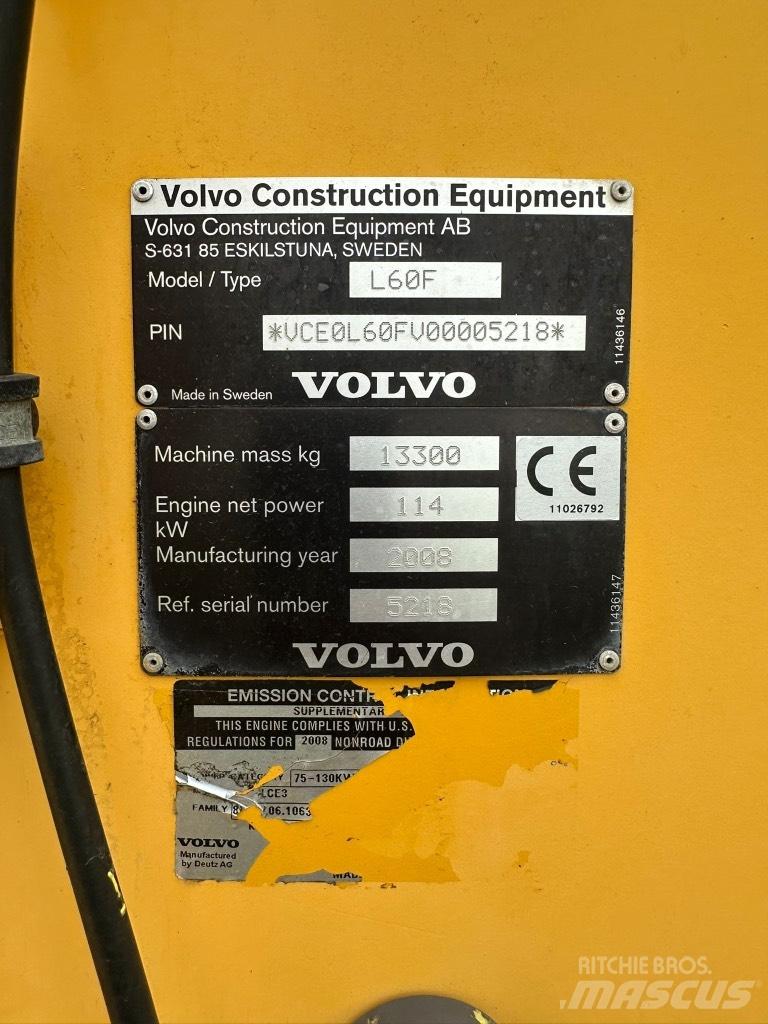 Volvo Construction Equipment
Volvo Construction Equipment AB
S-631 85 ESKILSTUNA, SWEDEN
Model / Type L60F
PIN *VCE0L60FV00005218*
11436146
Made in Sweden VOLVO
Machine mass kg 13300
CE
11026792
Engine net power 114
kW
Manufacturing year 2008
Ref. serial number 5218
11436147
VOLVO
EMISSION
SUPPLEMENTAR
THIS ENGINE COMPLIES WITH U.S.
REGULATIONS FOR 2008 NONROAD
75-130KW
LCE3
FAMILY 06.1063
VOLVO
Manufactured
by Deutz AG
RITCHIE BROS.
MASCUS